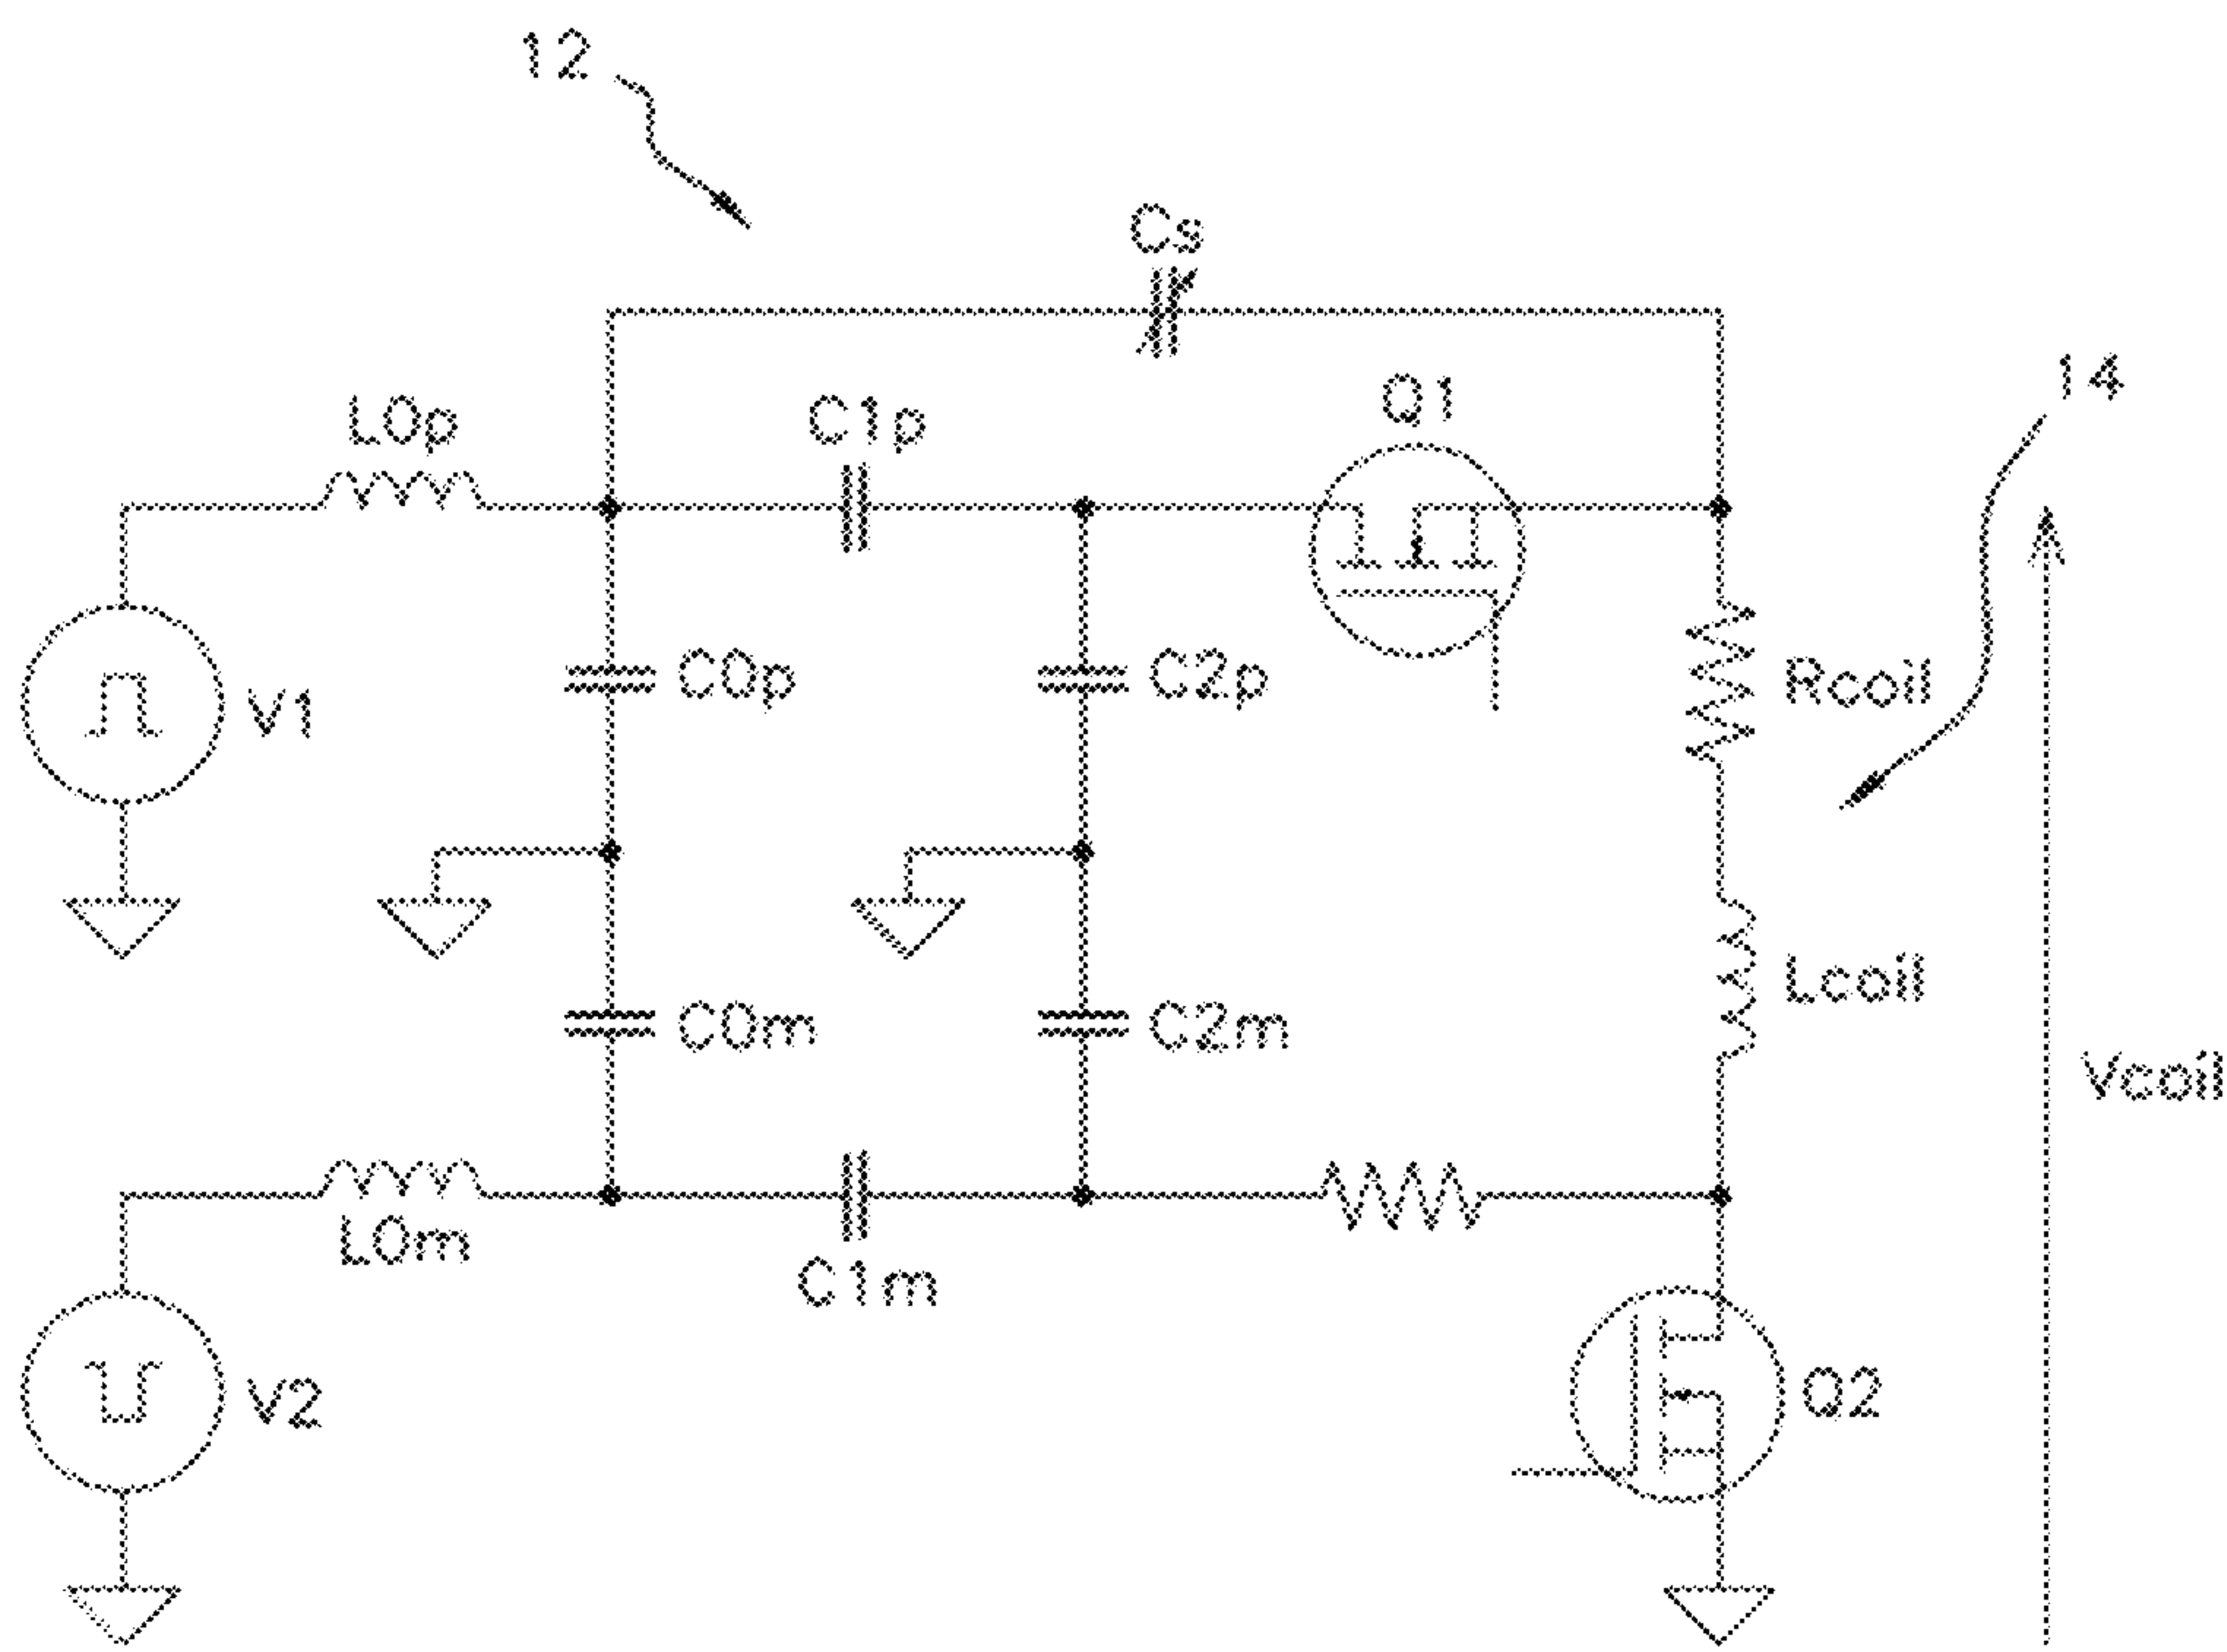 12
Cs
14
Q1
L0p
C1p
V1
C0p
C2p
Rcoil
Lcoil
C0m
C2m
Vcoil
L0m
C1m
V2
Q2